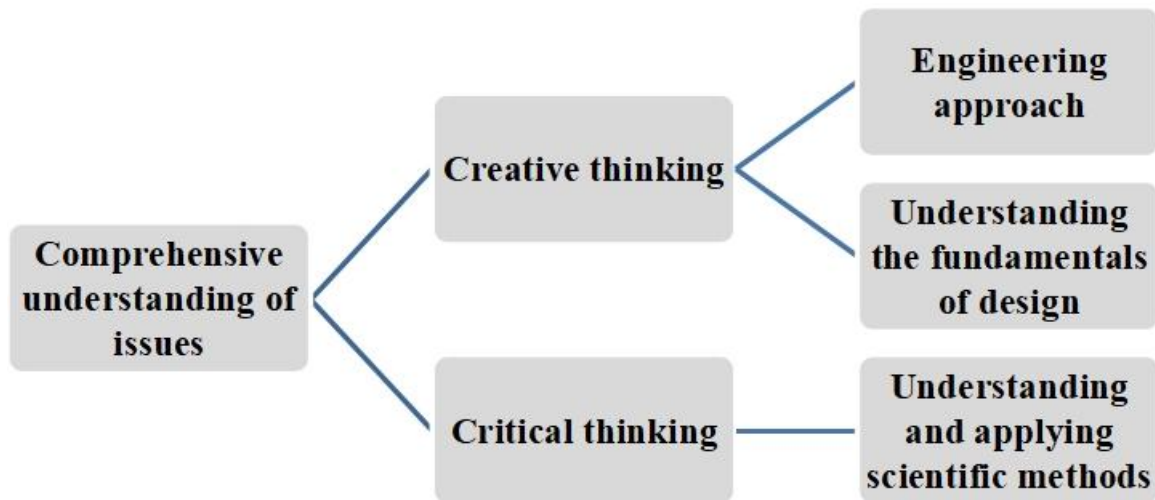 Comprehensive
understanding of
issues
Creative thinking
Engineering
approach
Understanding
the fundamentals
of design
Critical thinking
Understanding
and applying
scientific methods